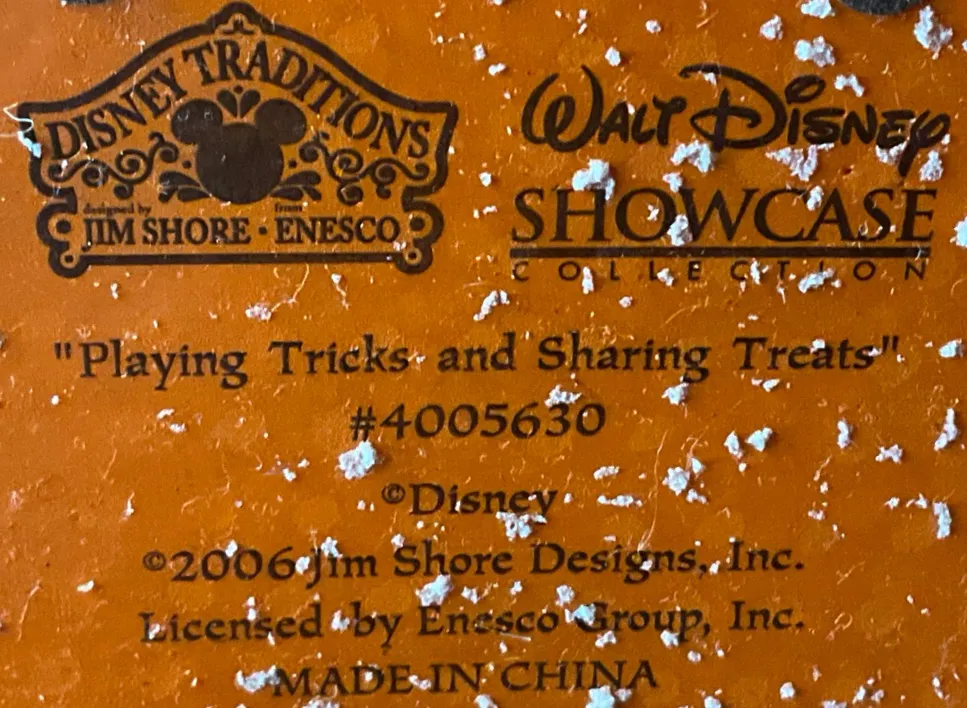 DISNEY TRADITIONS
designed by from
JIM SHORE · ENESCO
WALT DISNEY
SHOWCASE
COLLECTION
"Playing Tricks and Sharing Treats"
#4005630
©Disney
©2006 Jim Shore Designs, Inc.
Licensed by Enesco Group, Inc.
MADE IN CHINA